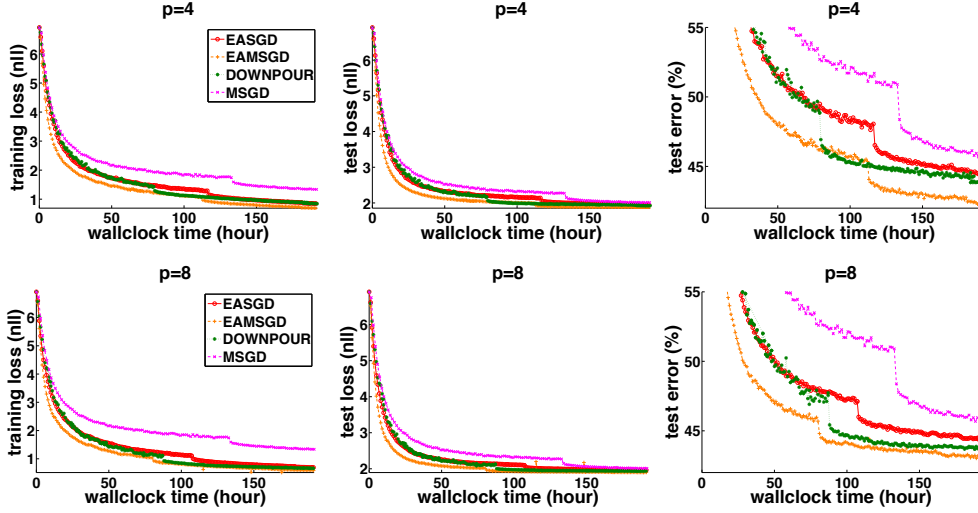 p=4
p=4
p=4
training loss (nll)
6
5
4
3
2
1
EASGD
EAMSGD
DOWNPOUR
MSGD
0
50
100
150
wallclock time (hour)
test loss (nll)
6
5
4
3
2
0
50
100
150
wallclock time (hour)
test error (%)
55
50
45
0
50
100
150
wallclock time (hour)
p=8
p=8
p=8
training loss (nll)
6
5
4
3
2
1
EASGD
EAMSGD
DOWNPOUR
MSGD
0
50
100
150
wallclock time (hour)
test loss (nll)
6
5
4
3
2
0
50
100
150
wallclock time (hour)
test error (%)
55
50
45
0
50
100
150
wallclock time (hour)